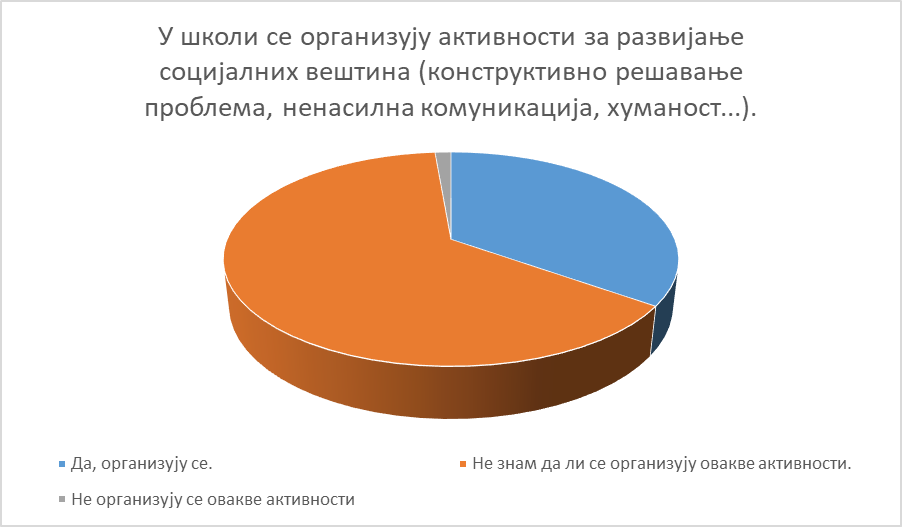 У школи се организују активности за развијање
социјалних вештина (конструктивно решавање
проблема, ненасилна комуникација, хуманост...).
Да, организују се.
Не знам да ли се организују овакве активности.
Не организују се овакве активности